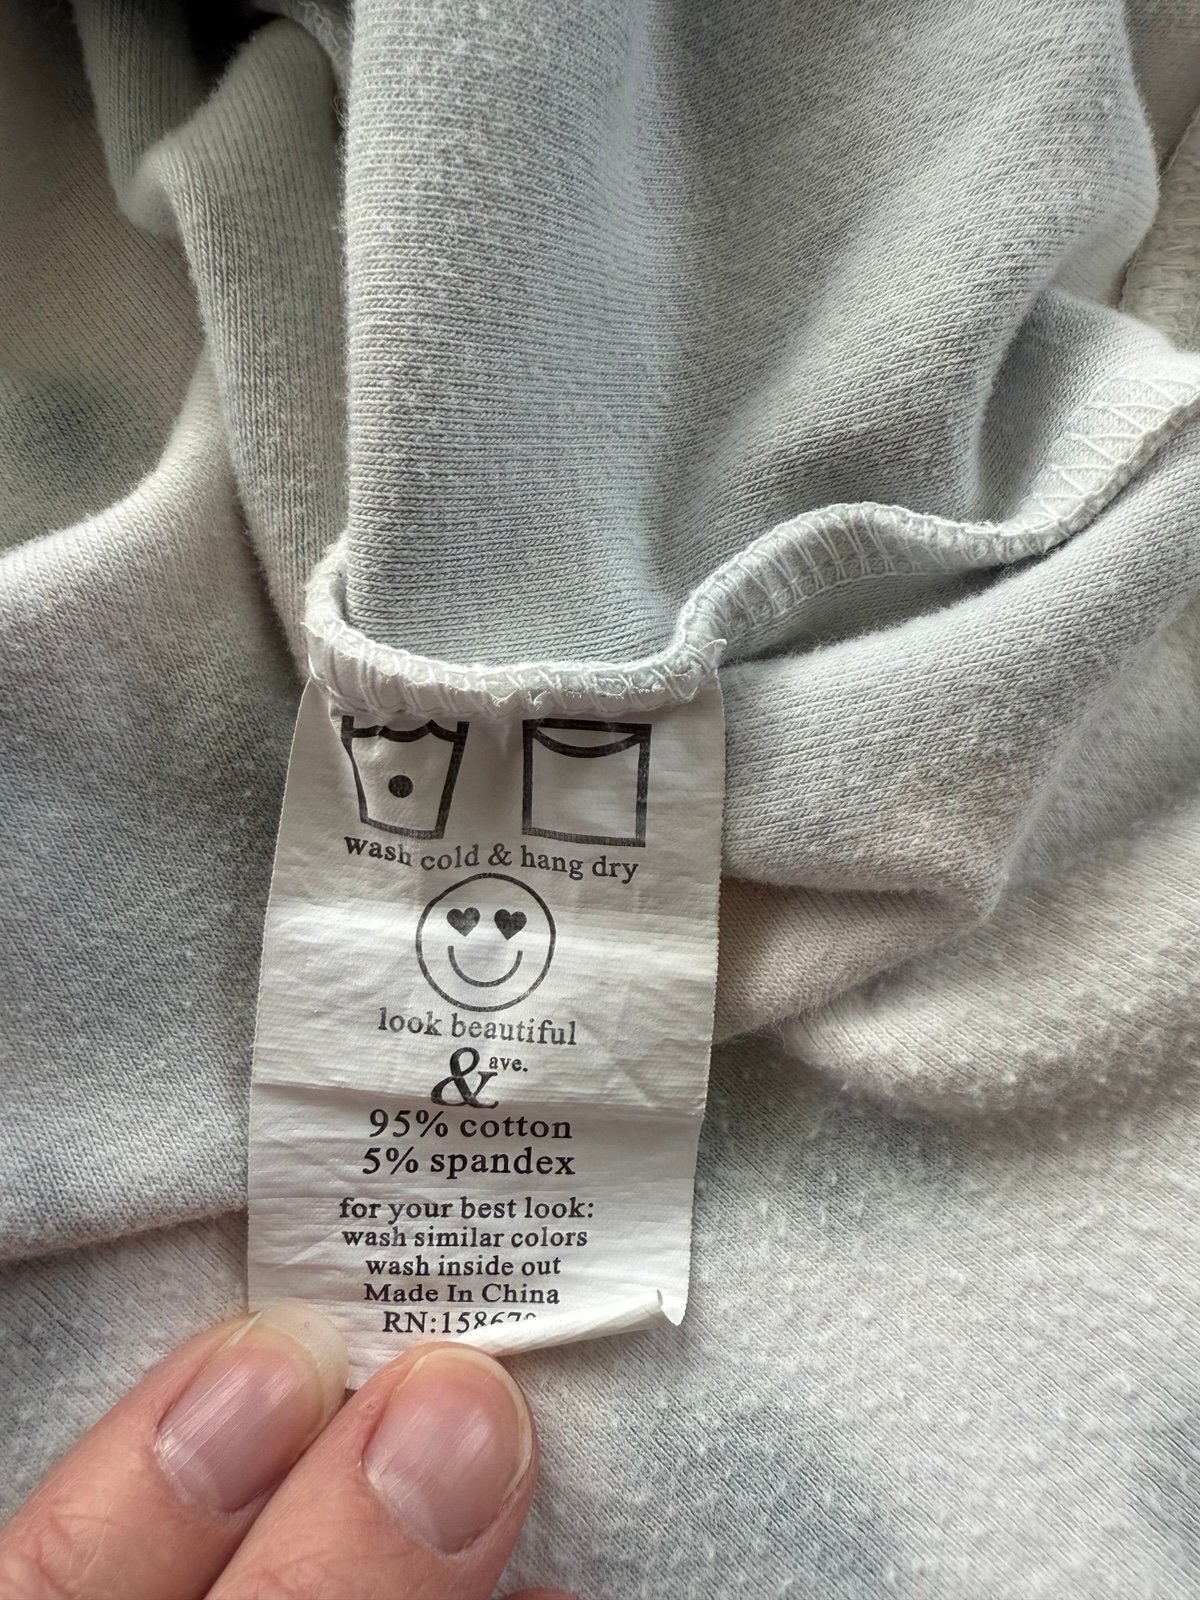 wash cold & hang dry
look beautiful
& ave.
95% cotton
5% spandex
for your best look:
wash similar colors
wash inside out
Made In China